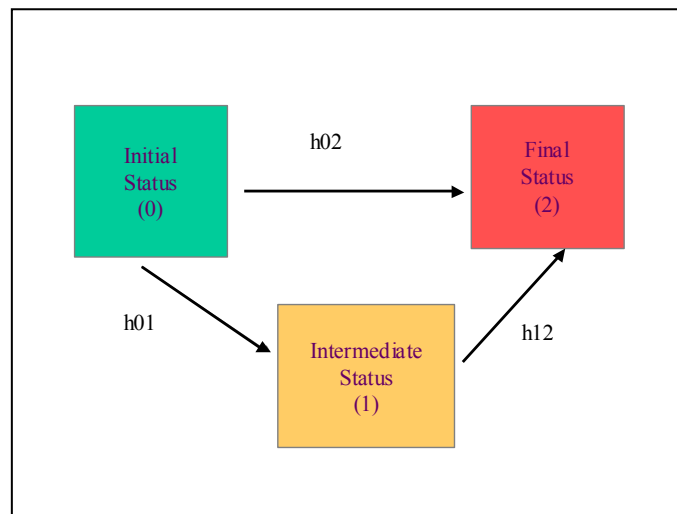 Initial
Status
(0)
h02
Final
Status
(2)
h01
Intermediate
Status
(1)
h12